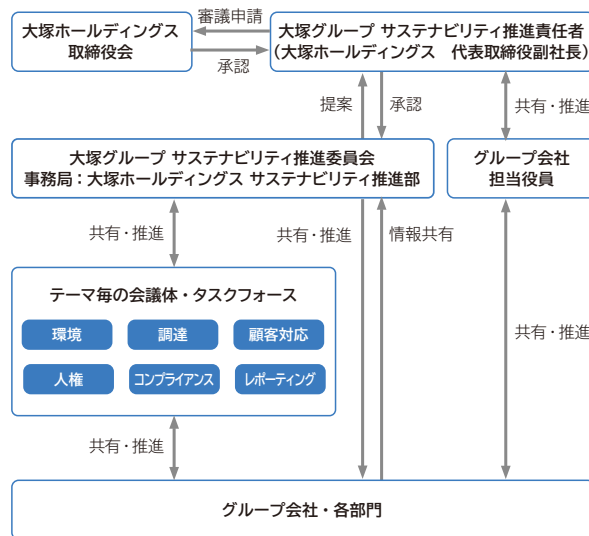 大塚ホールディングス
取締役会
審議申請
承認
大塚グループ サステナビリティ推進責任者
(大塚ホールディングス　代表取締役副社長)
提案
承認
共有・推進
大塚グループ サステナビリティ推進委員会
事務局：大塚ホールディングス サステナビリティ推進部
グループ会社
担当役員
共有・推進
共有・推進
情報共有
テーマ毎の会議体・タスクフォース
環境
調達
顧客対応
人権
コンプライアンス
レポーティング
共有・推進
共有・推進
グループ会社・各部門